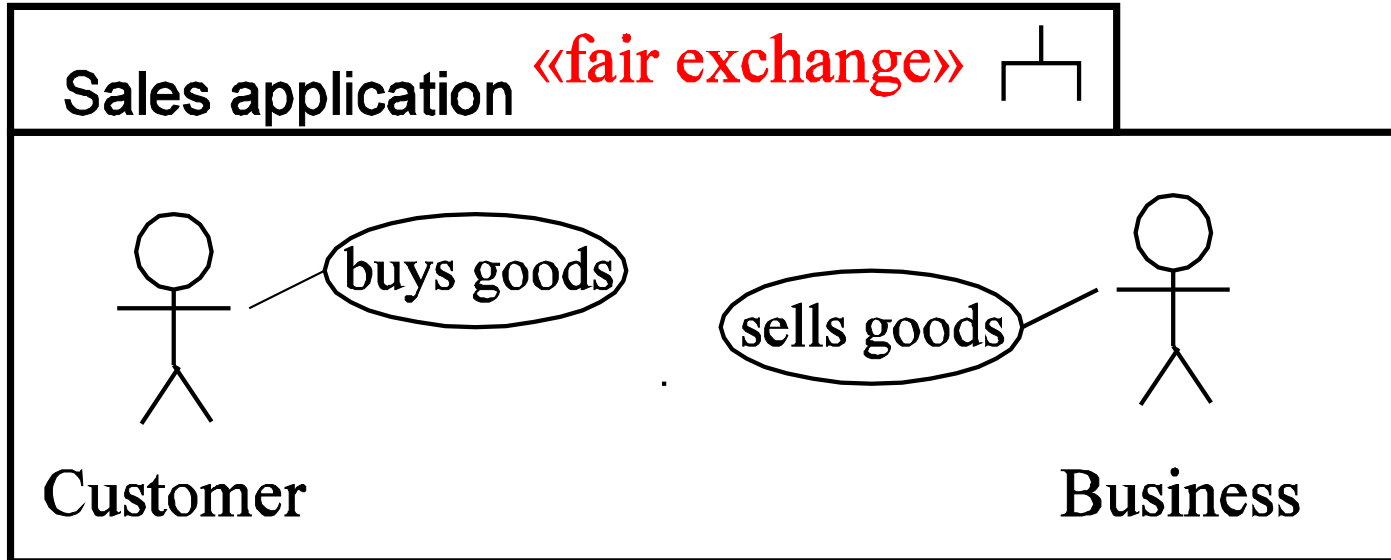 Sales application «fair exchange»
buys goods
sells goods
Customer
Business